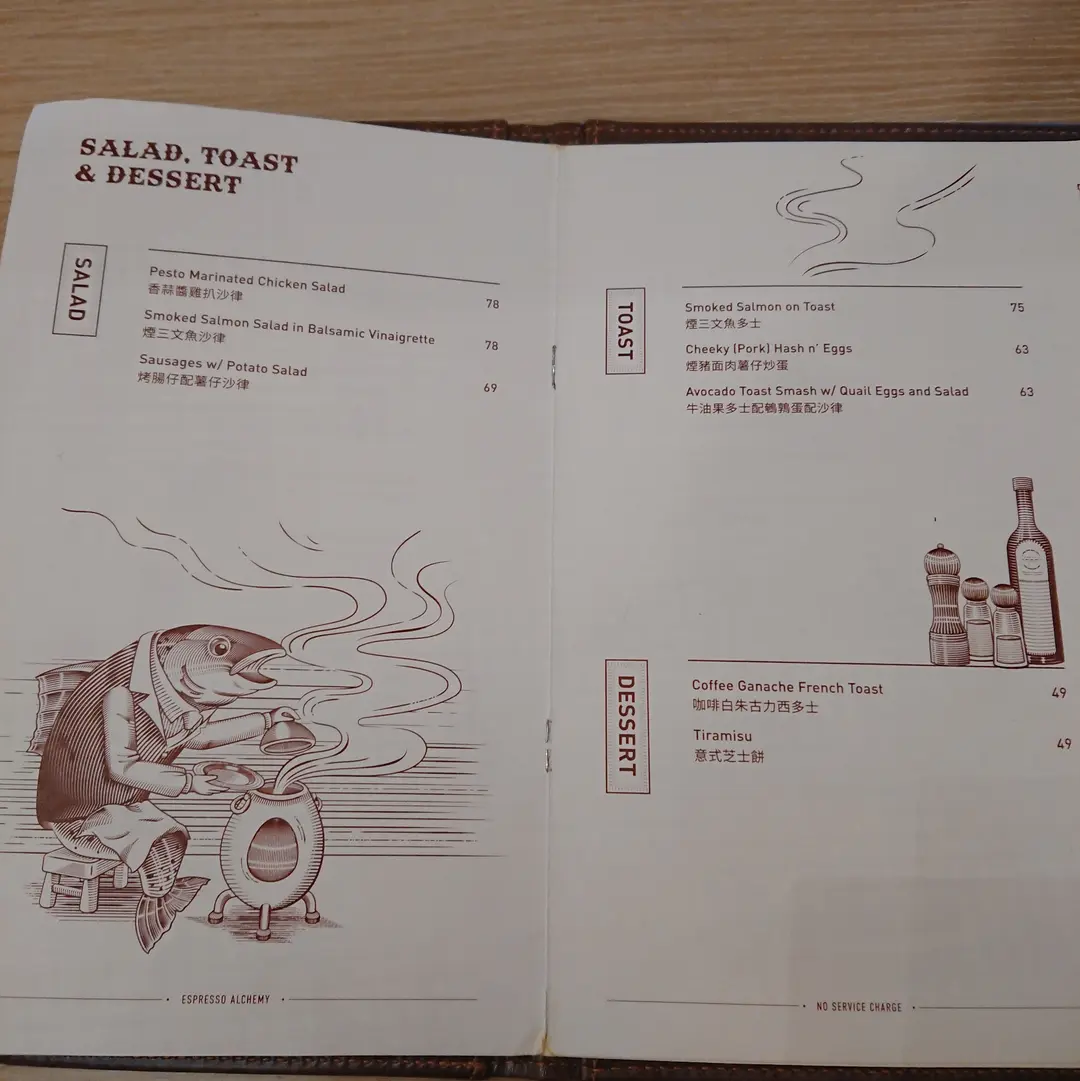 SALAD, TOAST
& DESSERT
SALAD
Pesto Marinated Chicken Salad
香蒜醬雞扒沙律
78
Smoked Salmon Salad in Balsamic Vinaigrette
煙三文魚沙律
78
Sausages w/ Potato Salad
烤腸仔配薯仔沙律
69
ESPRESSO ALCHEMY
TOAST
Smoked Salmon on Toast
75
煙三文魚多士
Cheeky (Pork) Hash n' Eggs
63
煙豬面肉薯仔炒蛋
Avocado Toast Smash w/ Quail Eggs and Salad
63
牛油果多士配鵪鶉蛋配沙律
DESSERT
Coffee Ganache French Toast
49
咖啡白朱古力西多士
Tiramisu
49
意式芝士餅
NO SERVICE CHARGE